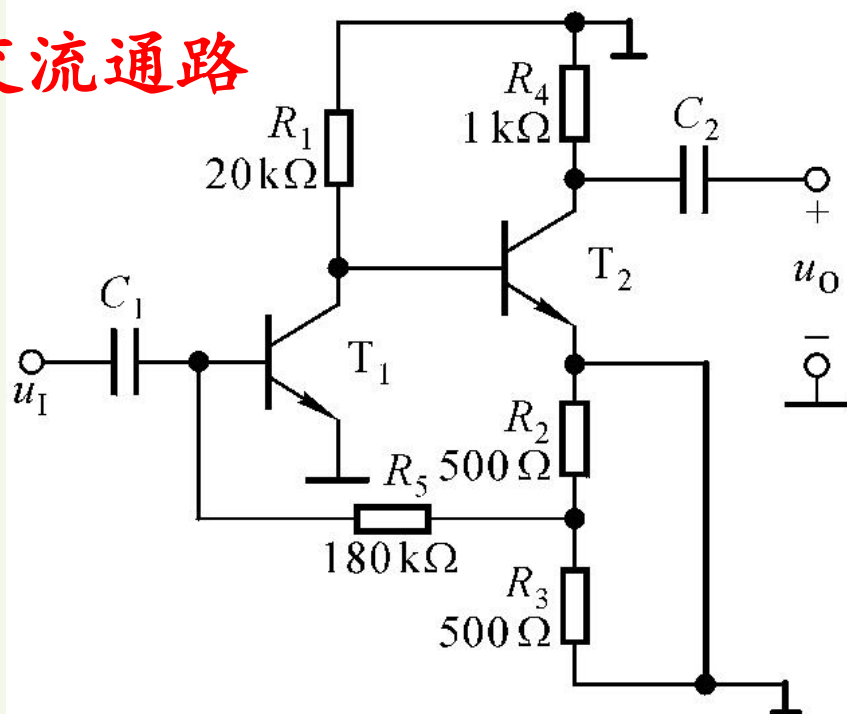 交流通路
R₁
20kΩ
R₄
1kΩ
C₂
+
T₂
uO
−
C₁
uI
T₁
R₂
500Ω
R₅
180kΩ
R₃
500Ω